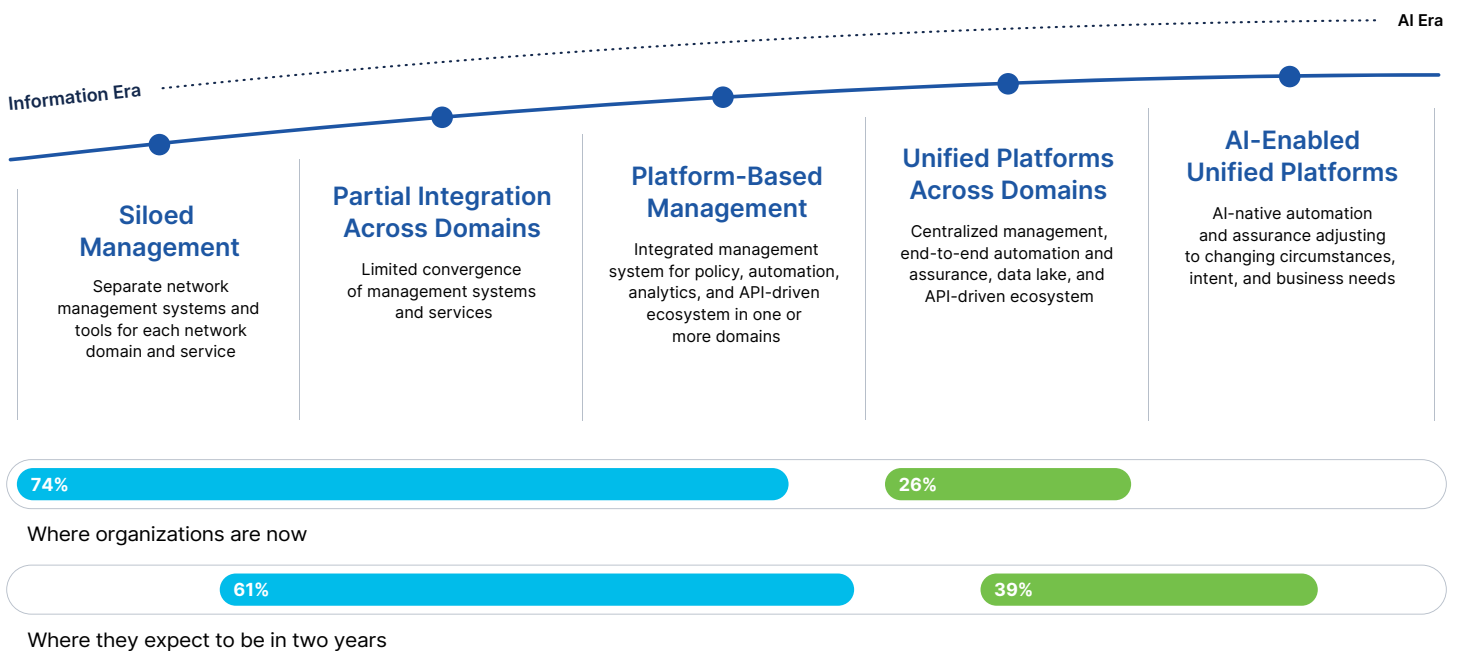 AI Era
Information Era
Siloed
Management
Separate network
management systems and
tools for each network
domain and service
Partial Integration
Across Domains
Limited convergence
of management systems
and services
Platform-Based
Management
Integrated management
system for policy, automation,
analytics, and API-driven
ecosystem in one or
more domains
Unified Platforms
Across Domains
Centralized management,
end-to-end automation and
assurance, data lake, and
API-driven ecosystem
AI-Enabled
Unified Platforms
AI-native automation
and assurance adjusting
to changing circumstances,
intent, and business needs
74%
26%
Where organizations are now
61%
39%
Where they expect to be in two years